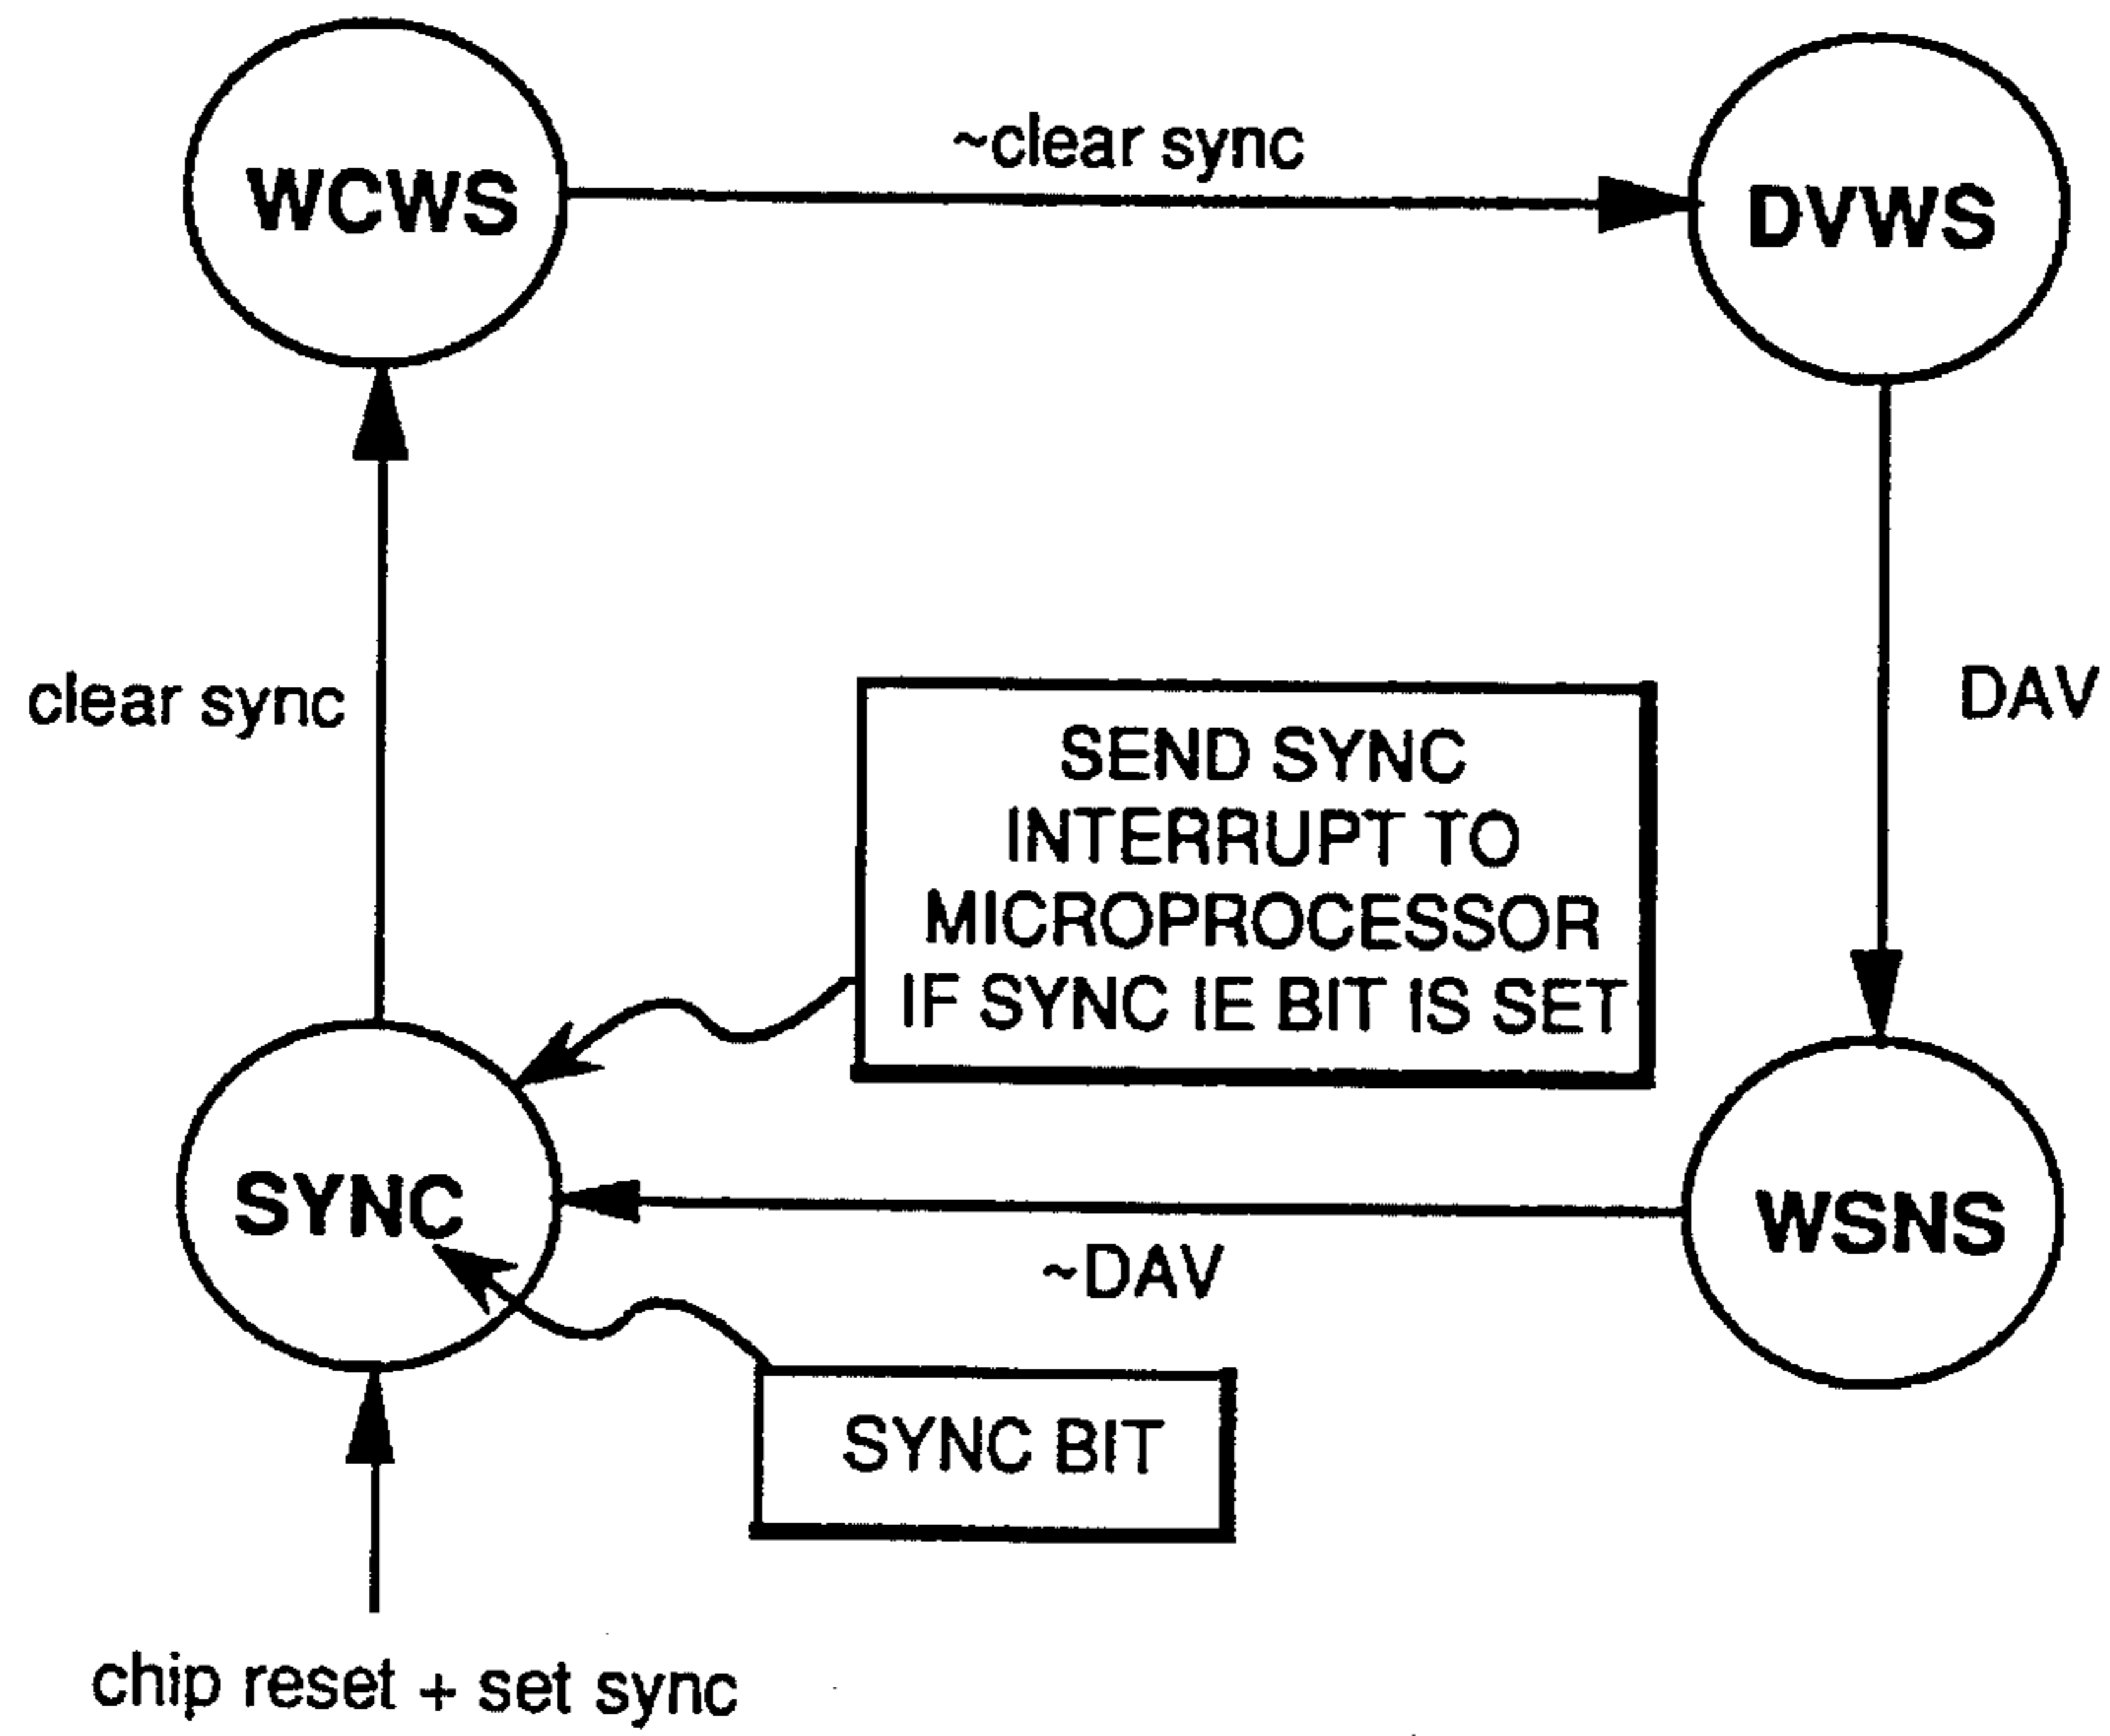 WCWS
~clear sync
DVWS
clear sync
DAV
SEND SYNC
INTERRUPT TO
MICROPROCESSOR
IF SYNC IE BIT IS SET
SYNC
~DAV
WSNS
SYNC BIT
chip reset + set sync